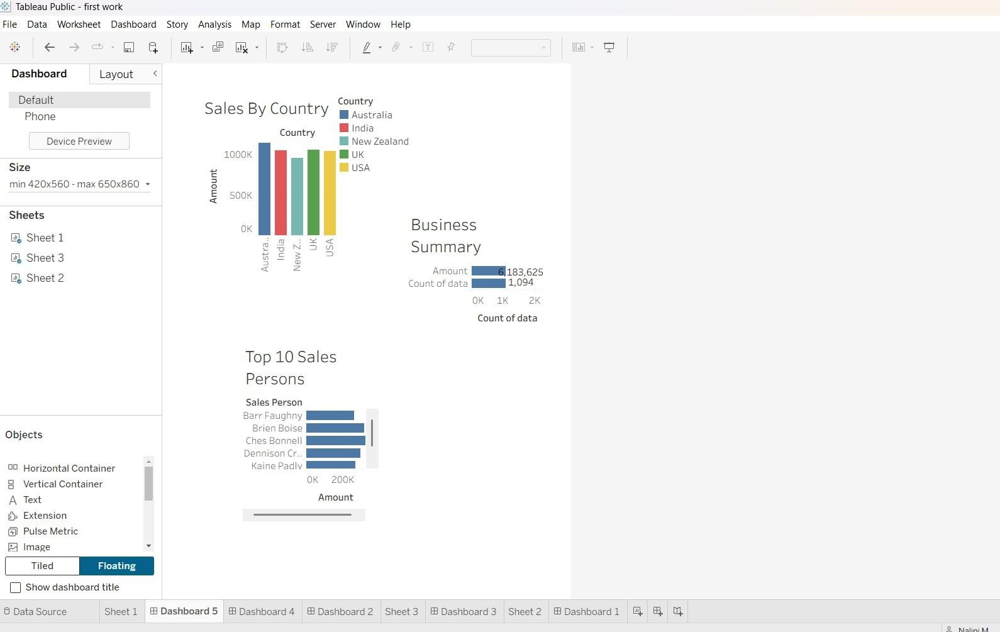 Tableau Public - first work
File Data Worksheet Dashboard Story Analysis Map Format Server Window Help
Dashboard Layout
Default
Phone
Device Preview
Size
min 420x560 - max 650x860
Sheets
Sheet 1
Sheet 3
Sheet 2
Objects
Horizontal Container
Vertical Container
Text
Extension
Pulse Metric
Image
Tiled Floating
Show dashboard title
Sales By Country
Country
Australia
India
New Zealand
UK
USA
Country
Amount
1000K
500K
0K
Austra..
India
New Z..
UK
USA
Business
Summary
Amount 6,183,625
Count of data 1,094
0K 1K 2K
Count of data
Top 10 Sales
Persons
Sales Person
Barr Faughny
Brien Boise
Ches Bonnell
Dennison Cr..
Kaine Padly
0K 200K
Amount
Data Source Sheet 1 Dashboard 5 Dashboard 4 Dashboard 2 Sheet 3 Dashboard 3 Sheet 2 Dashboard 1
Nalini M